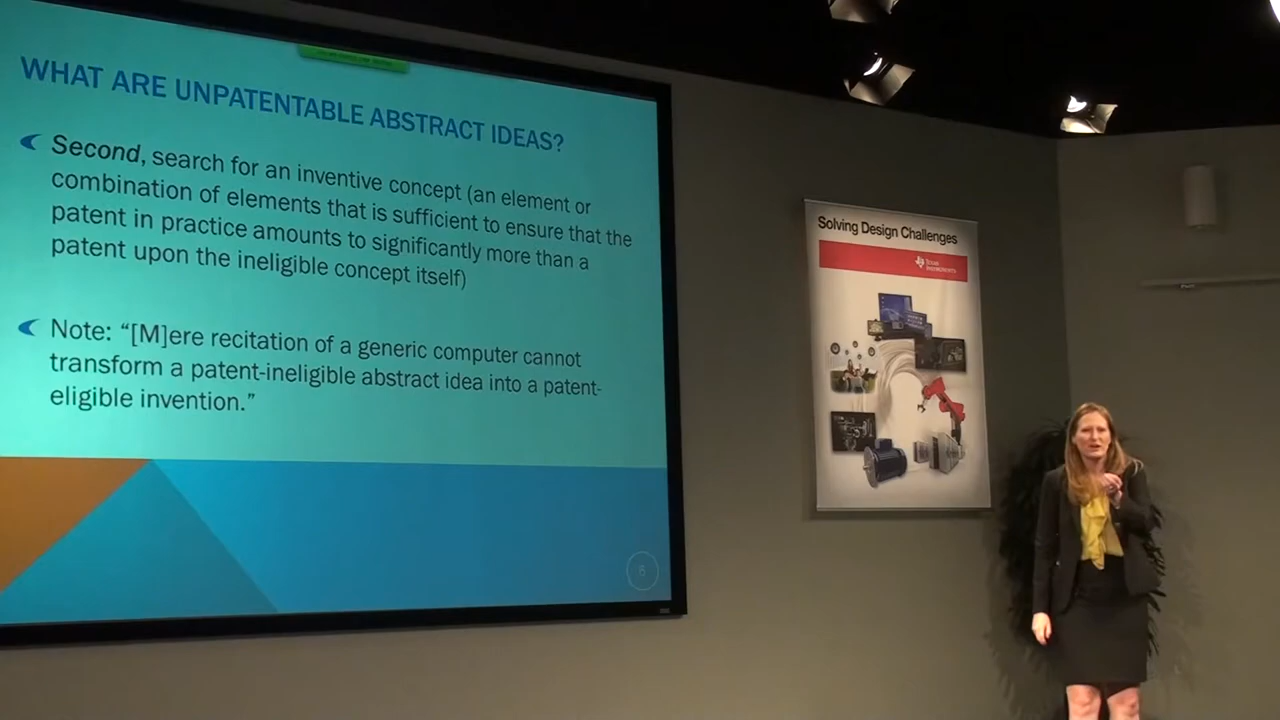 WHAT ARE UNPATENTABLE ABSTRACT IDEAS?
Second, search for an inventive concept (an element or
combination of elements that is sufficient to ensure that the
patent in practice amounts to significantly more than a
patent upon the ineligible concept itself)
Note: “[M]ere recitation of a generic computer cannot
transform a patent-ineligible abstract idea into a patent-
eligible invention.”
6
Solving Design Challenges
TEXAS
INSTRUMENTS